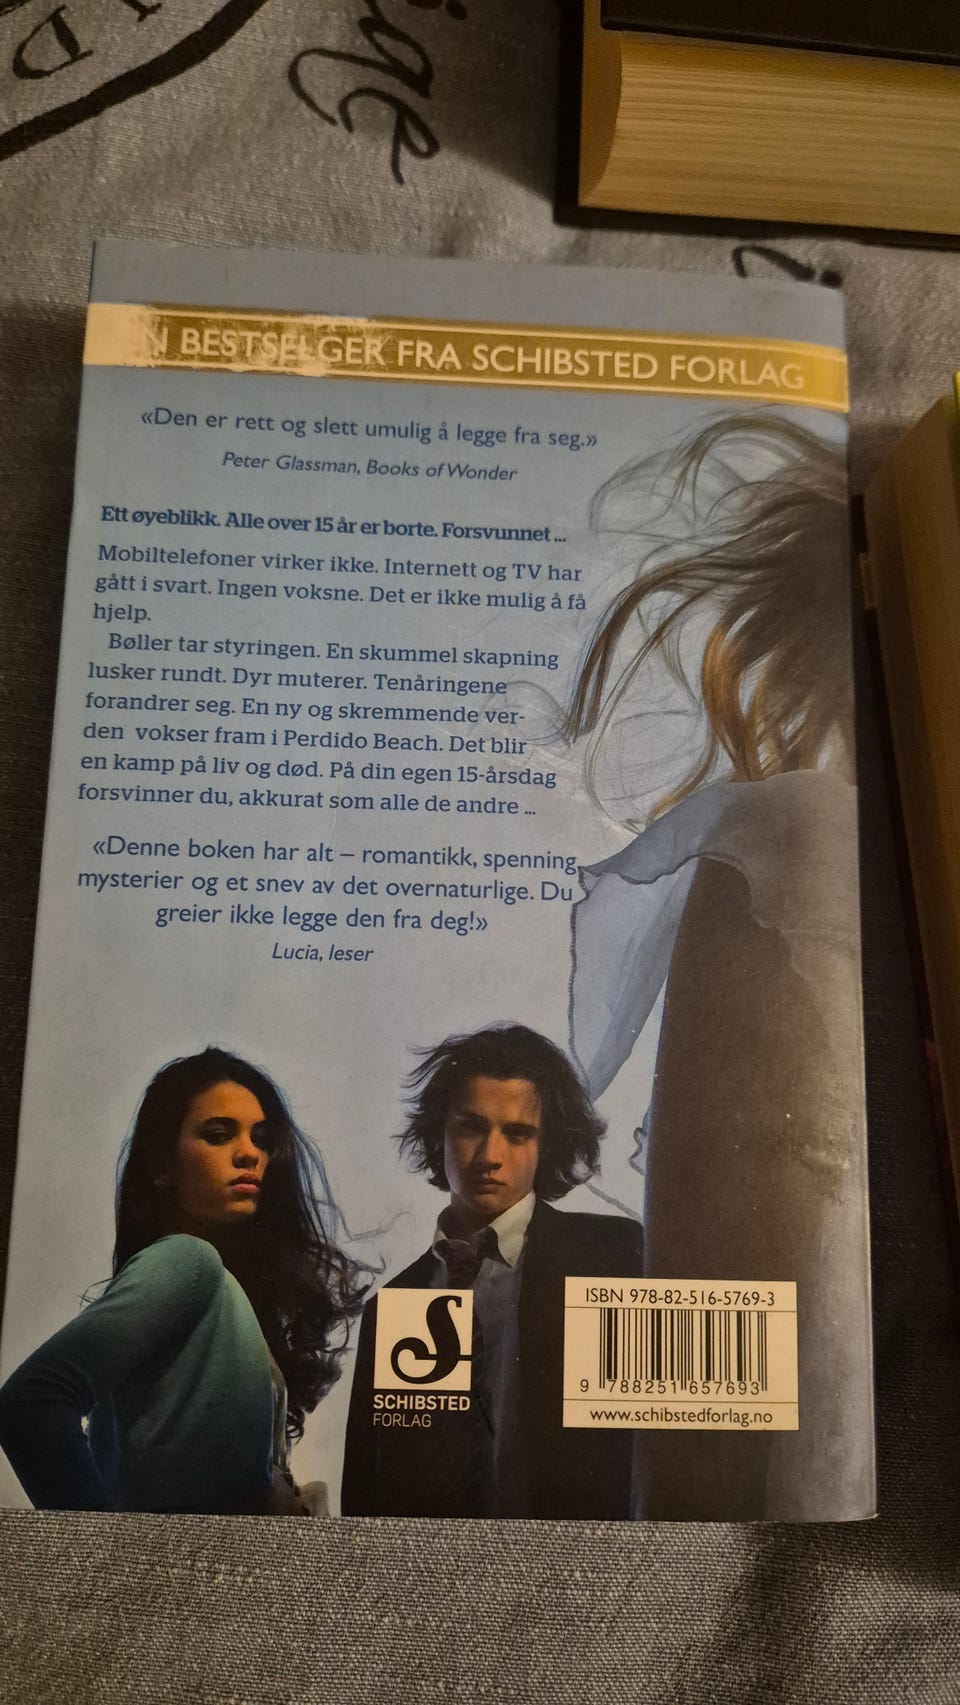 ige
N BESTSELGER FRA SCHIBSTED FORLAG
«Den er rett og slett umulig å legge fra seg.»
Peter Glassman, Books of Wonder
Ett øyeblikk. Alle over 15 år er borte. Forsvunnet ...
Mobiltelefoner virker ikke. Internett og TV har
gått i svart. Ingen voksne. Det er ikke mulig å få
hjelp.
Bøller tar styringen. En skummel skapning
lusker rundt. Dyr muterer. Tenåringene
forandrer seg. En ny og skremmende ver-
den vokser fram i Perdido Beach. Det blir
en kamp på liv og død. På din egen 15-årsdag
forsvinner du, akkurat som alle de andre ...
«Denne boken har alt – romantikk, spenning,
mysterier og et snev av det overnaturlige. Du
greier ikke legge den fra deg!»
Lucia, leser
S
SCHIBSTED
FORLAG
ISBN 978-82-516-5769-3
9 788251 657693
www.schibstedforlag.no